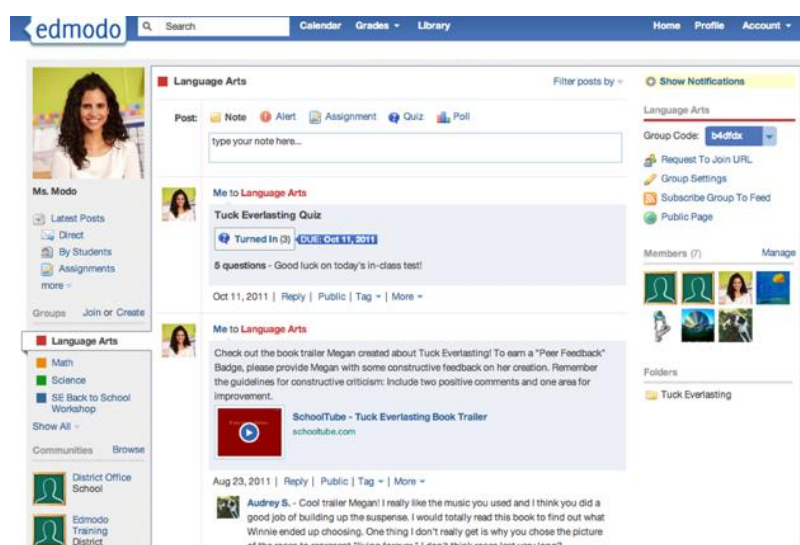 edmodo
Search
Calendar Grades Library
Home Profile Account
Ms. Modo
Latest Posts
Direct
By Students
Assignments
more
Groups Join or Create
Language Arts
Math
Science
SE Back to School
Workshop
Show All
Communities Browse
District Office
School
Edmodo
Training
District
Language Arts
Filter posts by
Post: Note Alert Assignment Quiz Poll
type your note here...
Me to Language Arts
Tuck Everlasting Quiz
Turned In (3) DUE: Oct 11, 2011
5 questions - Good luck on today's in-class test!
Oct 11, 2011 | Reply | Public | Tag | More
Me to Language Arts
Check out the book trailer Megan created about Tuck Everlasting! To earn a "Peer Feedback"
Badge, please provide Megan with some constructive feedback on her creation. Remember
the guidelines for constructive criticism: Include two positive comments and one area for
improvement.
SchoolTube - Tuck Everlasting Book Trailer
schooltube.com
Aug 23, 2011 | Reply | Public | Tag | More
Audrey S. - Cool trailer Megan! I really like the music you used and I think you did a
good job of building up the suspense. I would totally read this book to find out what
Winnie ended up choosing. One thing I don't really get is why you chose the picture
Show Notifications
Language Arts
Group Code: b4dfdx
Request To Join URL
Group Settings
Subscribe Group To Feed
Public Page
Members (7) Manage
Folders
Tuck Everlasting